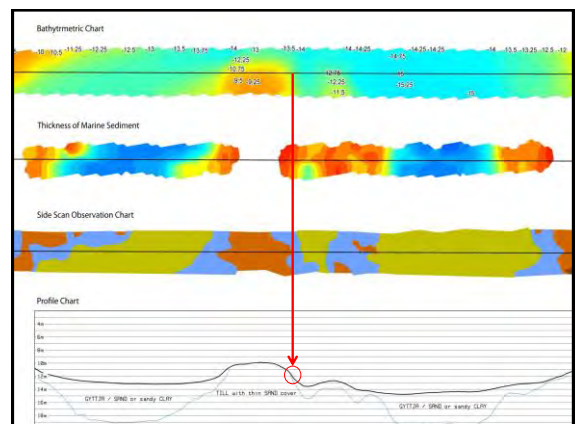 Bathytrmetric Chart
-10 -10.5 -11.25 -12.25 -12.5 -13 -13.5 -13.75 -14 -13 -13.5 -14 -14 -14-25 -14-25-14-25 -14 -13.5 -13.25 -12.5 -12
-12.25 -14.75
-10.75 -12.75 -15
-9.5 -9.25 -12.25 -15.25
-11.5 -15
Thickness of Marine Sediment
Side Scan Observation Chart
Profile Chart
4m
6m
8m
10m
12m
14m
GYTTJA / SAND or sandy CLAY TILL with thin SAND cover GYTTJA / SAND or sandy CLAY
16m
18m